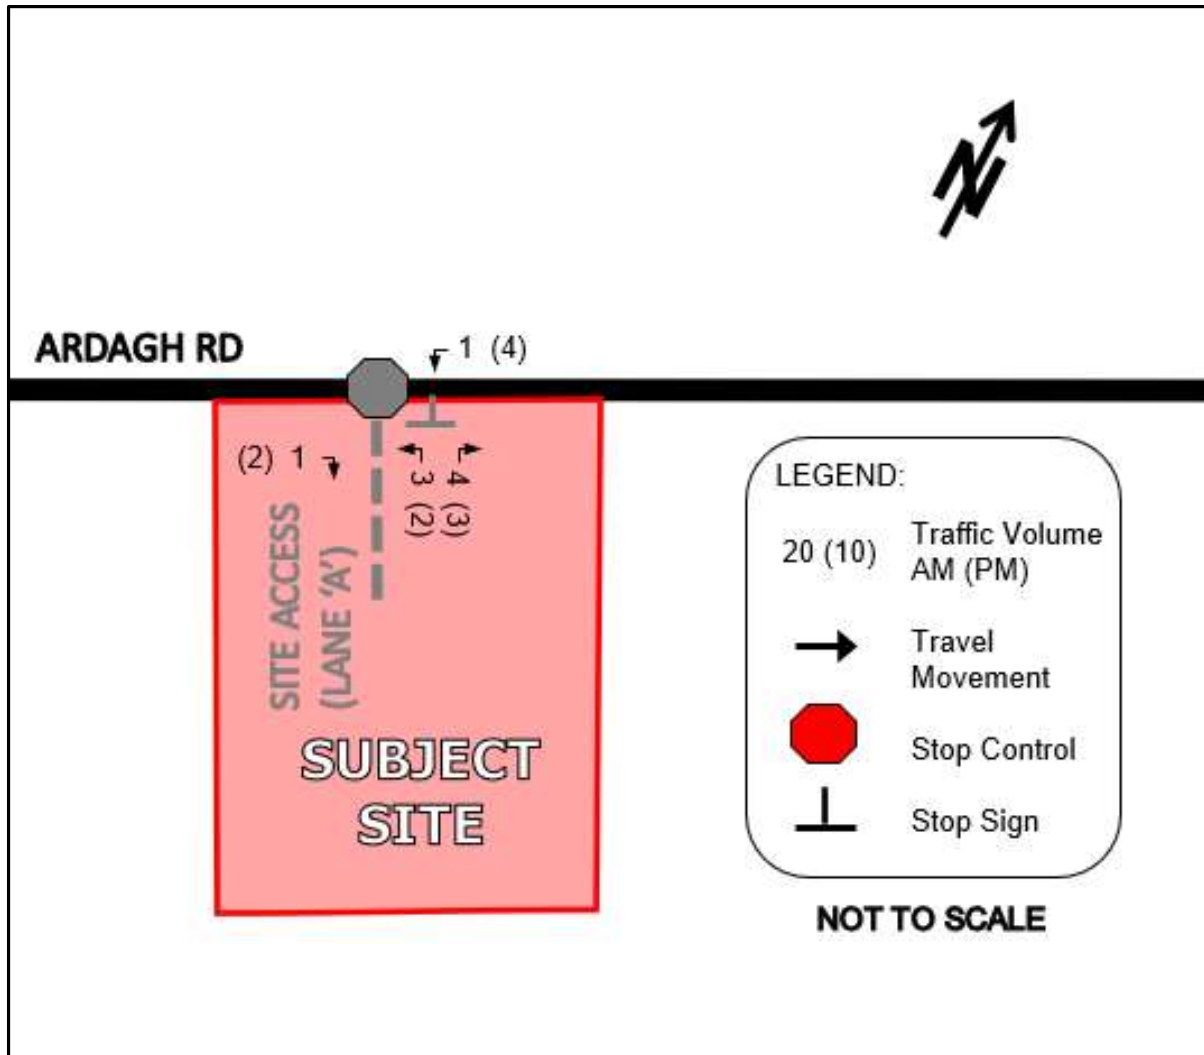 N
ARDAGH RD
1 (4)
(2) 1
3 (2)
4 (3)
SITE ACCESS
(LANE 'A')
SUBJECT
SITE
LEGEND:
20 (10)
Traffic Volume
AM (PM)
Travel
Movement
Stop Control
Stop Sign
NOT TO SCALE